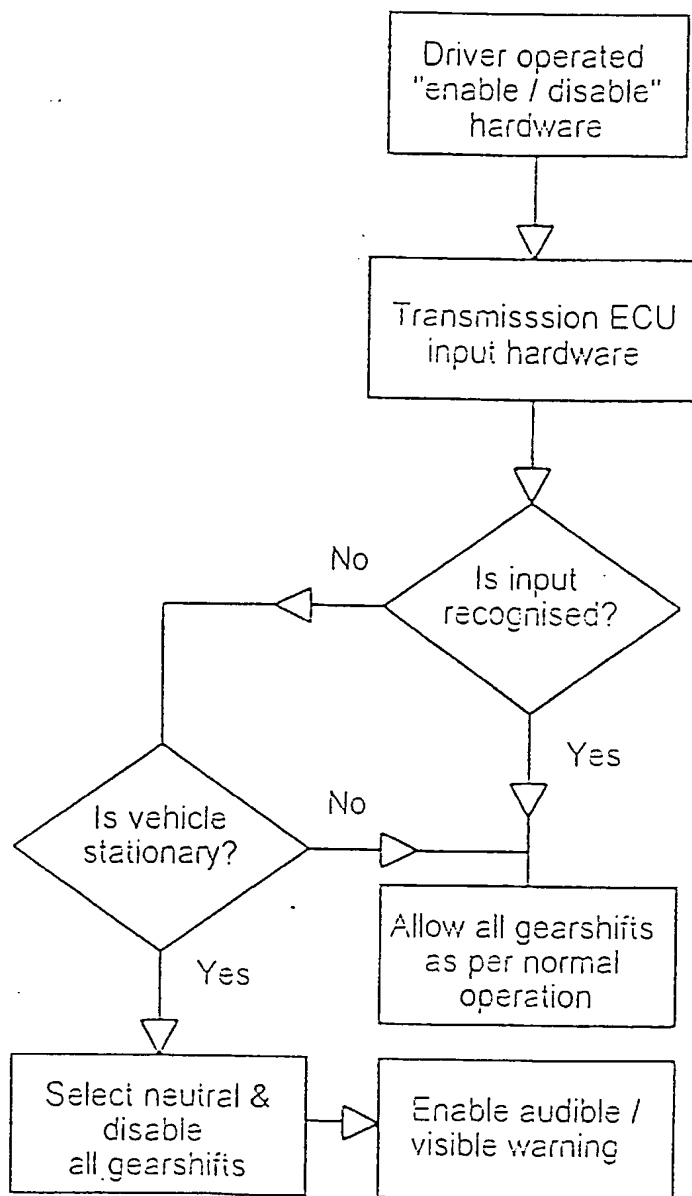 Driver operated
"enable / disable"
hardware
Transmisssion ECU
input hardware
No
Is input
recognised?
Yes
Is vehicle
stationary?
No
Allow all gearshifts
as per normal
operation
Yes
Select neutral &
disable
all gearshifts
Enable audible /
visible warning